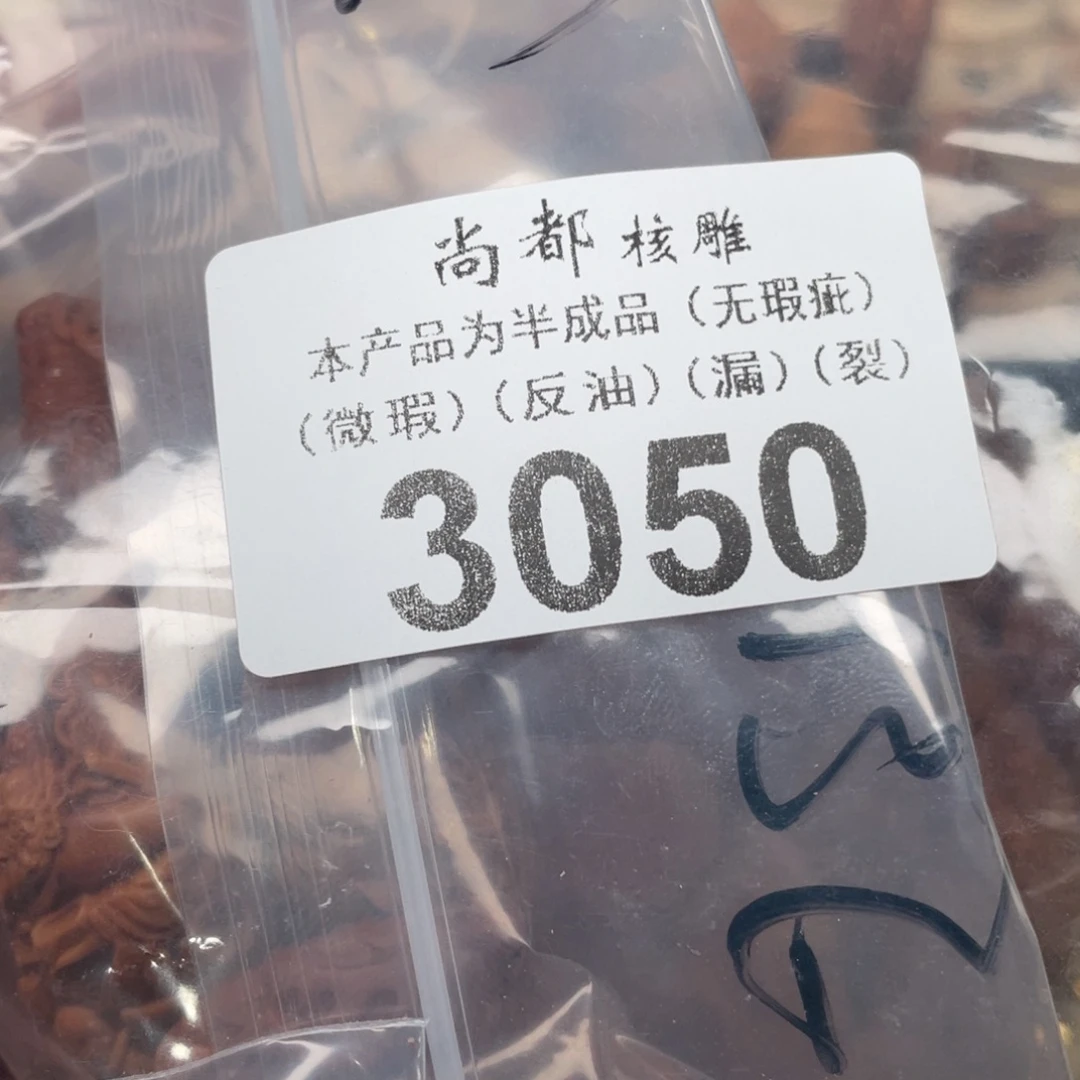 尚都核雕
本产品为半成品（无瑕疵）
（微瑕）（反油）（漏）（裂）
3050